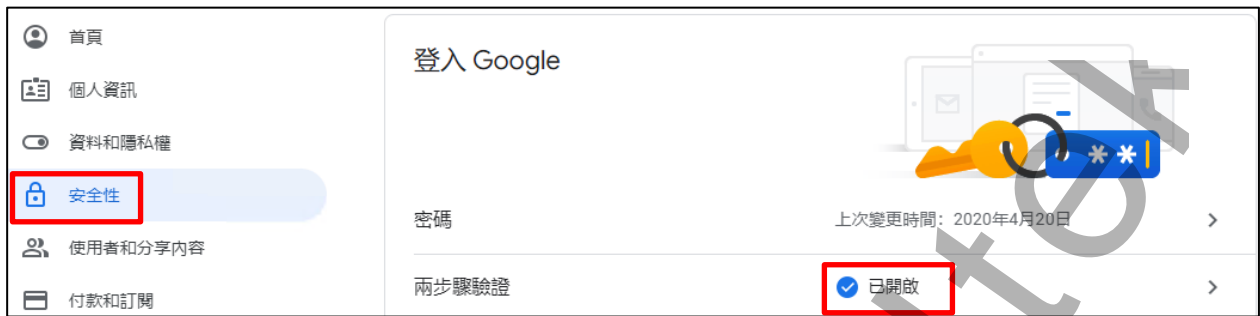 首頁
個人資訊
資料和隱私權
安全性
使用者和分享內容
付款和訂閱
登入 Google
**
密碼
上次變更時間：2020年4月20日
兩步驟驗證
已開啟
tek